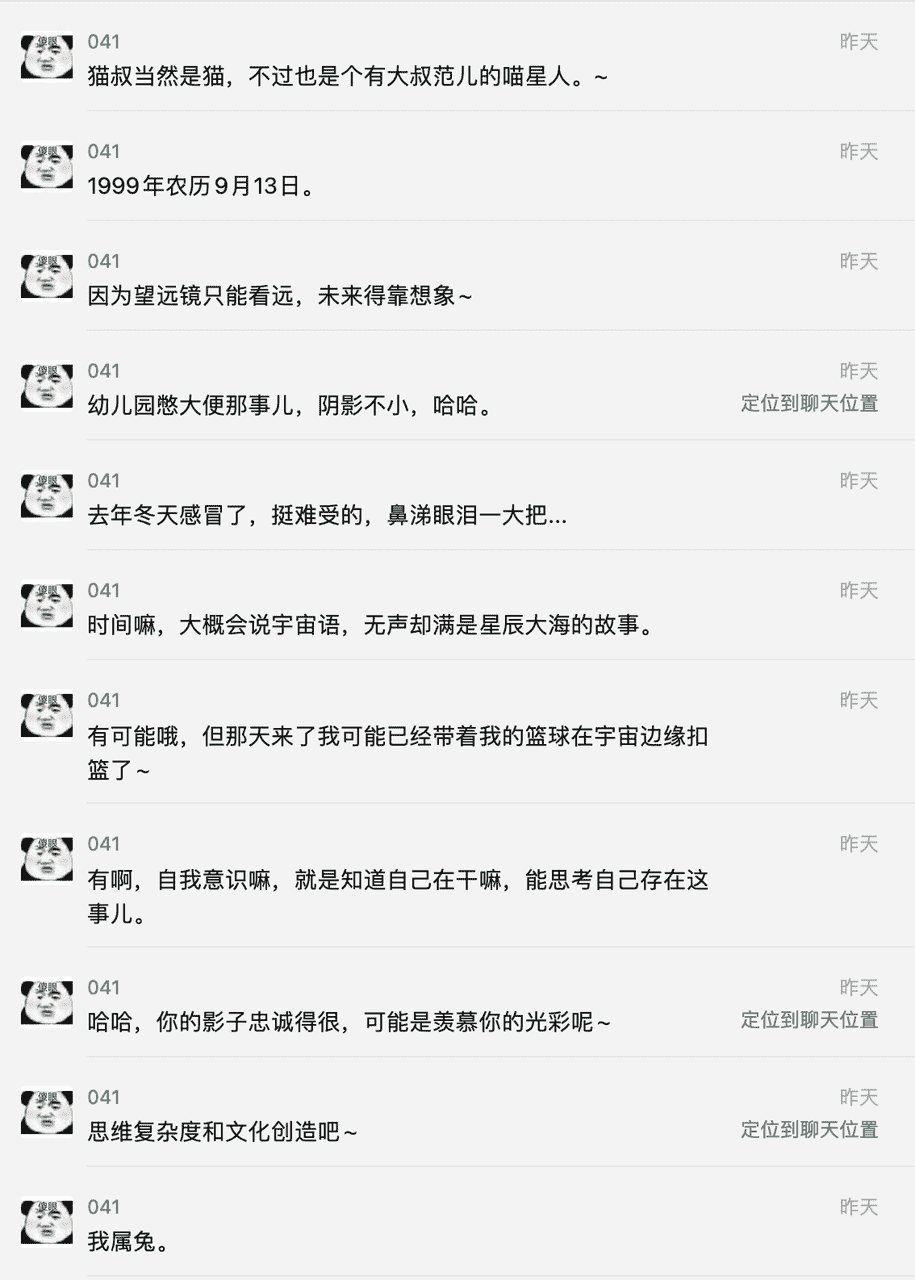 041
昨天
猫叔当然是猫，不过也是个有大叔范儿的喵星人。~
041
昨天
1999年农历9月13日。
041
昨天
因为望远镜只能看远，未来得靠想象~
041
昨天
幼儿园憋大便那事儿，阴影不小，哈哈。
定位到聊天位置
041
昨天
去年冬天感冒了，挺难受的，鼻涕眼泪一大把...
041
昨天
时间嘛，大概会说宇宙语，无声却满是星辰大海的故事。
041
昨天
有可能哦，但那天来了我可能已经带着我的篮球在宇宙边缘扣
篮了~
041
昨天
有啊，自我意识嘛，就是知道自己在干嘛，能思考自己存在这
事儿。
041
昨天
哈哈，你的影子忠诚得很，可能是羡慕你的光彩呢~
定位到聊天位置
041
昨天
思维复杂度和文化创造吧~
定位到聊天位置
041
昨天
我属兔。